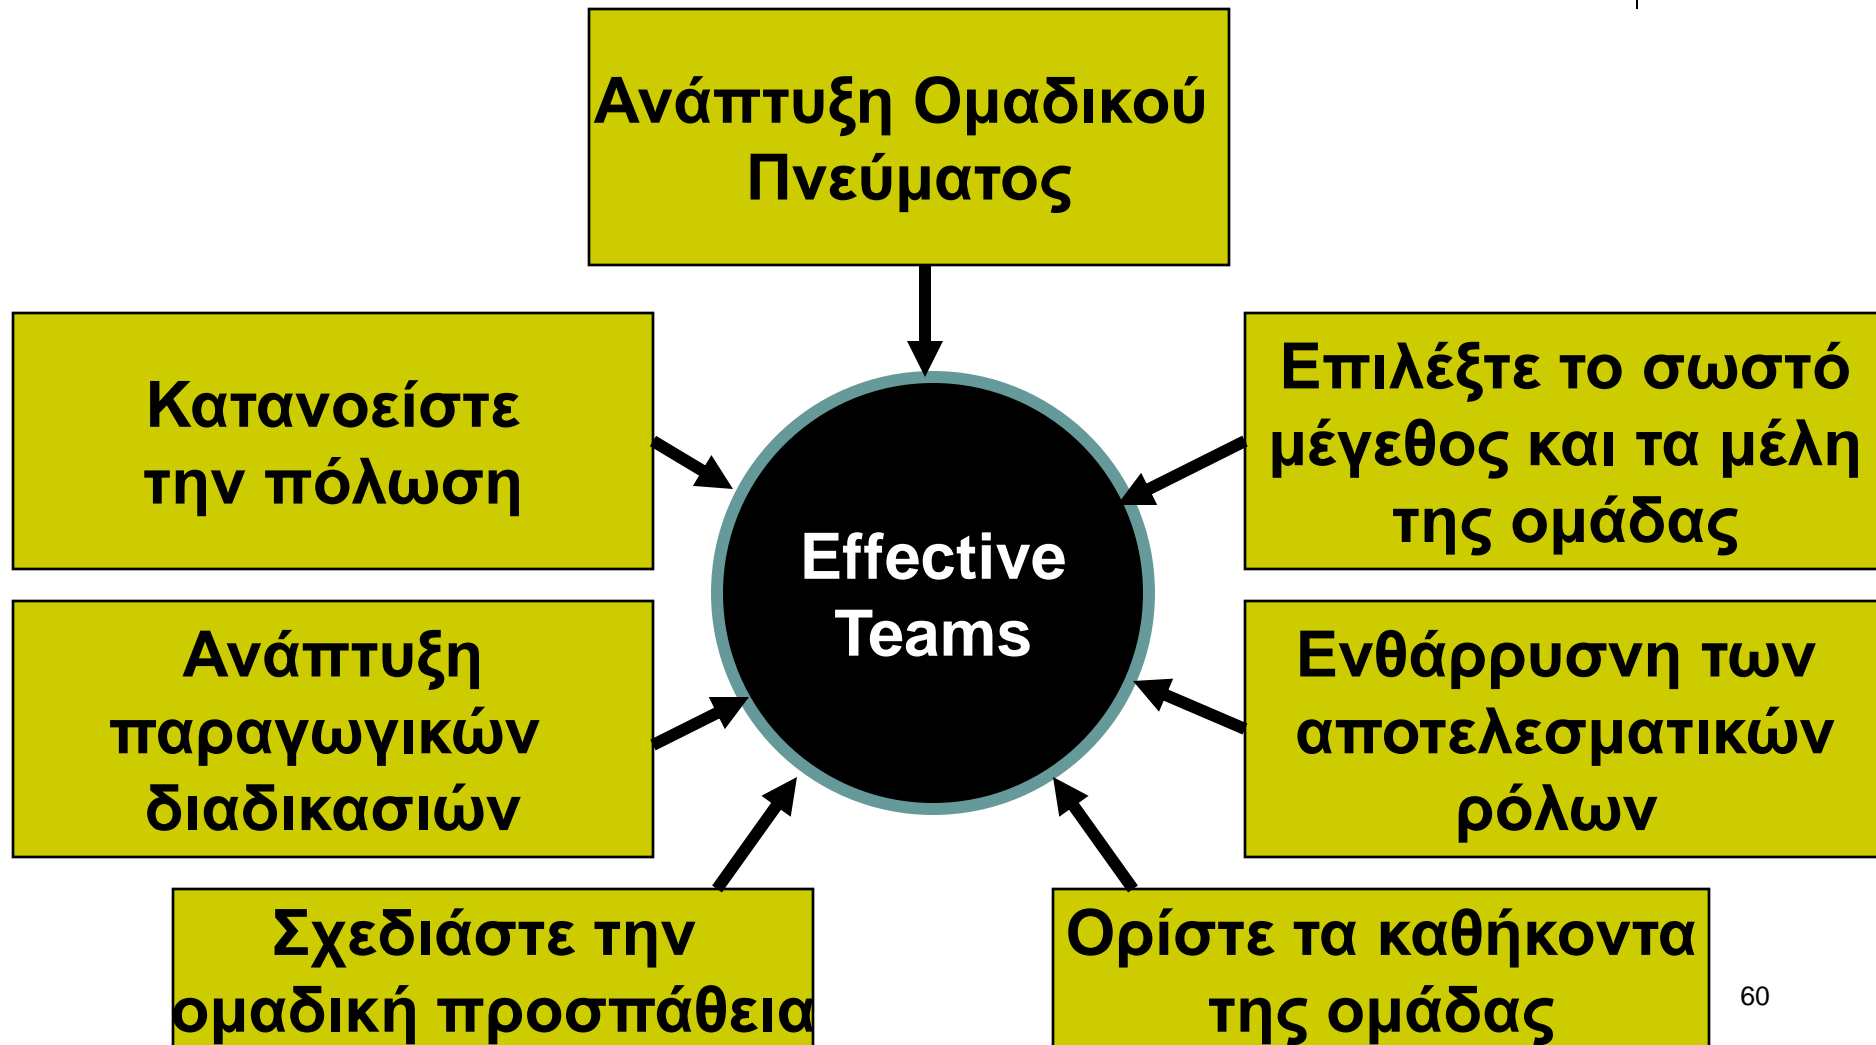 Ανάπτυξη Ομαδικού
Πνεύματος
Κατανοείστε
την πόλωση
Επιλέξτε το σωστό
μέγεθος και τα μέλη
της ομάδας
Effective
Teams
Ανάπτυξη
παραγωγικών
διαδικασιών
Ενθάρρυσνη των
αποτελεσματικών
ρόλων
Σχεδιάστε την
ομαδική προσπάθεια
Ορίστε τα καθήκοντα
της ομάδας
60